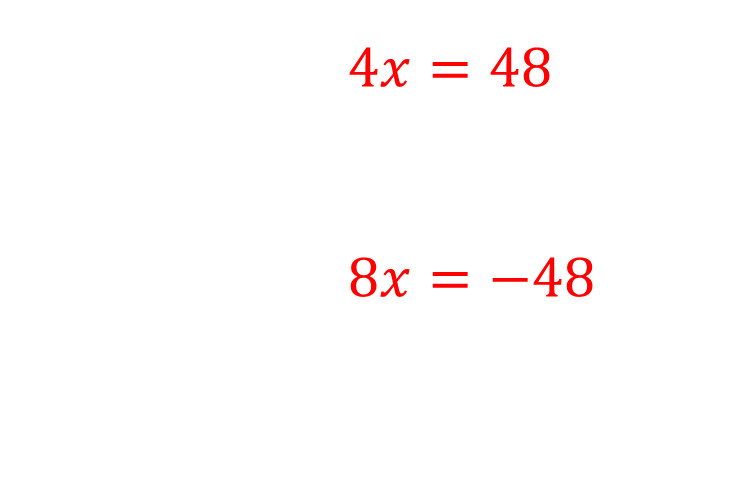 4x = 48
8x = −48